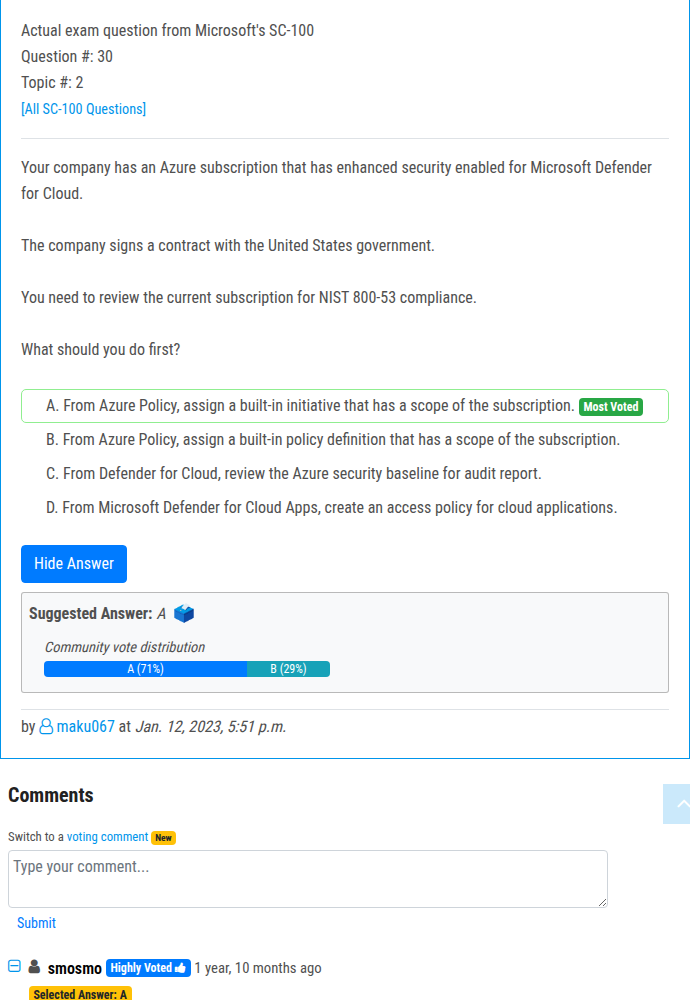 Actual exam question from Microsoft's SC-100
Question #: 30
Topic #: 2
[All SC-100 Questions]
Your company has an Azure subscription that has enhanced security enabled for Microsoft Defender
for Cloud.
The company signs a contract with the United States government.
You need to review the current subscription for NIST 800-53 compliance.
What should you do first?
A. From Azure Policy, assign a built-in initiative that has a scope of the subscription. Most Voted
B. From Azure Policy, assign a built-in policy definition that has a scope of the subscription.
C. From Defender for Cloud, review the Azure security baseline for audit report.
D. From Microsoft Defender for Cloud Apps, create an access policy for cloud applications.
Hide Answer
Suggested Answer: A
Community vote distribution
A (71%) B (29%)
by maku067 at Jan. 12, 2023, 5:51 p.m.
Comments
Switch to a voting comment New
Type your comment...
Submit
smosmo Highly Voted 1 year, 10 months ago
Selected Answer: A